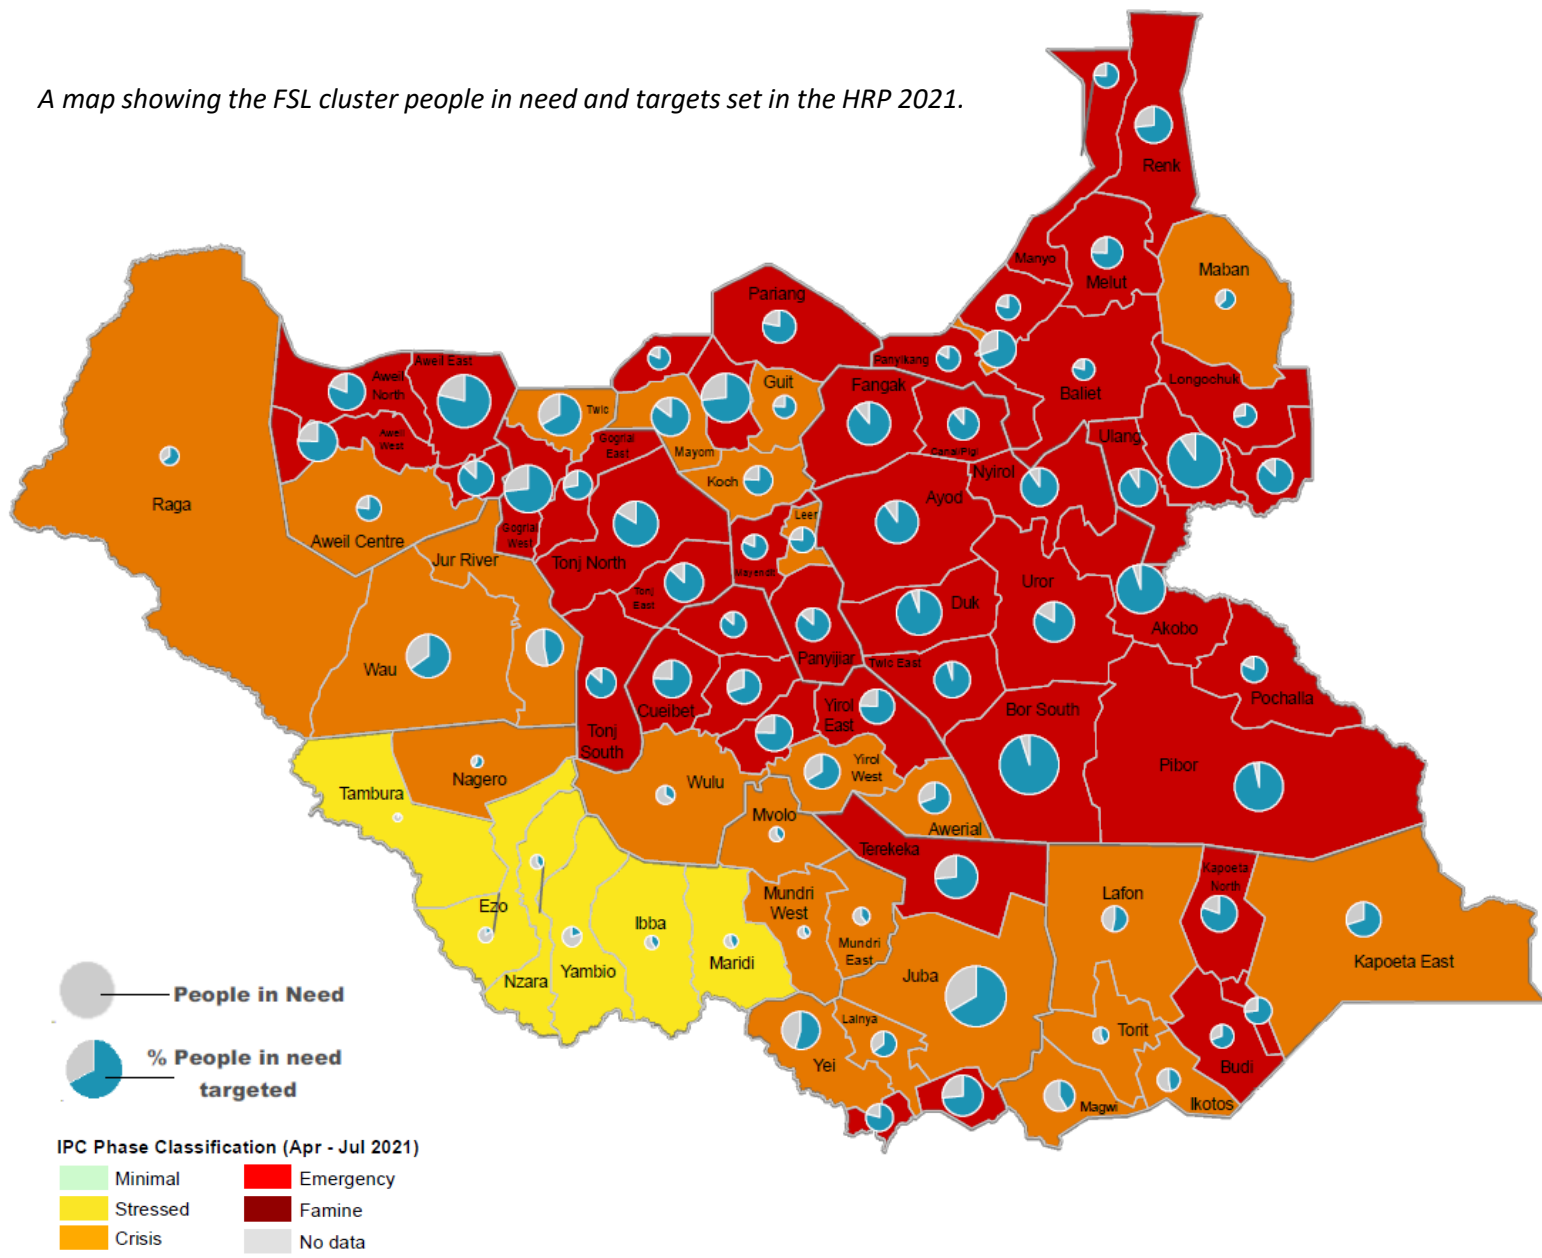 A map showing the FSL cluster people in need and targets set in the HRP 2021.
Renk
Manyo
Melut
Maban
Pariang
Panyikang
Baliet
Longochuk
Aweil East
Aweil
North
Aweil
West
Twic
Gogrial
East
Mayom
Guit
Fangak
Canal/Pigi
Ulang
Nyirol
Koch
Raga
Aweil Centre
Gogrial
West
Jur River
Tonj North
Leer
Ayod
Mayendit
Tonj
East
Uror
Duk
Akobo
Wau
Panyijiar
Twic East
Pochalla
Cueibet
Yirol
East
Bor South
Tonj
South
Pibor
Nagero
Tambura
Wulu
Yirol
West
Mvolo
Awerial
Terekeka
Kapoeta
North
Lafon
Mundri
West
Ezo
Ibba
Mundri
East
Maridi
Kapoeta East
Nzara
Yambio
Juba
Lainya
Yei
Torit
Budi
Magwi
Ikotos
People in Need
% People in need
targeted
IPC Phase Classification (Apr - Jul 2021)
Minimal
Emergency
Stressed
Famine
Crisis
No data